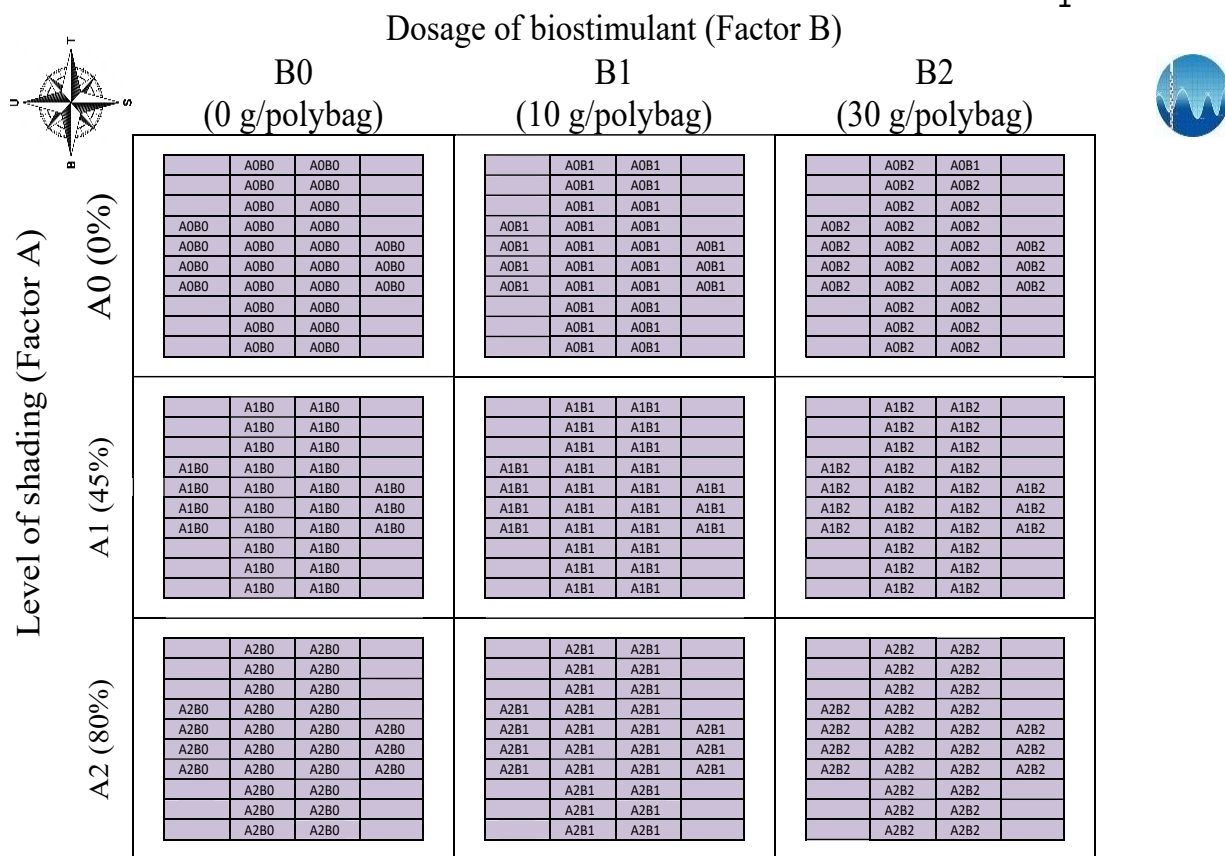 1
Dosage of biostimulant (Factor B)
T
U
S
B
B0 B1 B2
(0 g/polybag) (10 g/polybag) (30 g/polybag)
Level of shading (Factor A)
A0 (0%)
A0B0 A0B0 A0B1 A0B1 A0B2 A0B1
A0B0 A0B0 A0B1 A0B1 A0B2 A0B2
A0B0 A0B0 A0B1 A0B1 A0B2 A0B2
A0B0 A0B0 A0B0 A0B1 A0B1 A0B1 A0B2 A0B2 A0B2
A0B0 A0B0 A0B0 A0B0 A0B1 A0B1 A0B1 A0B1 A0B2 A0B2 A0B2 A0B2
A0B0 A0B0 A0B0 A0B0 A0B1 A0B1 A0B1 A0B1 A0B2 A0B2 A0B2 A0B2
A0B0 A0B0 A0B0 A0B0 A0B1 A0B1 A0B1 A0B1 A0B2 A0B2 A0B2 A0B2
A0B0 A0B0 A0B1 A0B1 A0B2 A0B2
A0B0 A0B0 A0B1 A0B1 A0B2 A0B2
A0B0 A0B0 A0B1 A0B1 A0B2 A0B2
A1 (45%)
A1B0 A1B0 A1B1 A1B1 A1B2 A1B2
A1B0 A1B0 A1B1 A1B1 A1B2 A1B2
A1B0 A1B0 A1B1 A1B1 A1B2 A1B2
A1B0 A1B0 A1B0 A1B1 A1B1 A1B1 A1B2 A1B2 A1B2
A1B0 A1B0 A1B0 A1B0 A1B1 A1B1 A1B1 A1B1 A1B2 A1B2 A1B2 A1B2
A1B0 A1B0 A1B0 A1B0 A1B1 A1B1 A1B1 A1B1 A1B2 A1B2 A1B2 A1B2
A1B0 A1B0 A1B0 A1B0 A1B1 A1B1 A1B1 A1B1 A1B2 A1B2 A1B2 A1B2
A1B0 A1B0 A1B1 A1B1 A1B2 A1B2
A1B0 A1B0 A1B1 A1B1 A1B2 A1B2
A1B0 A1B0 A1B1 A1B1 A1B2 A1B2
A2 (80%)
A2B0 A2B0 A2B1 A2B1 A2B2 A2B2
A2B0 A2B0 A2B1 A2B1 A2B2 A2B2
A2B0 A2B0 A2B1 A2B1 A2B2 A2B2
A2B0 A2B0 A2B0 A2B1 A2B1 A2B1 A2B2 A2B2 A2B2
A2B0 A2B0 A2B0 A2B0 A2B1 A2B1 A2B1 A2B1 A2B2 A2B2 A2B2 A2B2
A2B0 A2B0 A2B0 A2B0 A2B1 A2B1 A2B1 A2B1 A2B2 A2B2 A2B2 A2B2
A2B0 A2B0 A2B0 A2B0 A2B1 A2B1 A2B1 A2B1 A2B2 A2B2 A2B2 A2B2
A2B0 A2B0 A2B1 A2B1 A2B2 A2B2
A2B0 A2B0 A2B1 A2B1 A2B2 A2B2
A2B0 A2B0 A2B1 A2B1 A2B2 A2B2